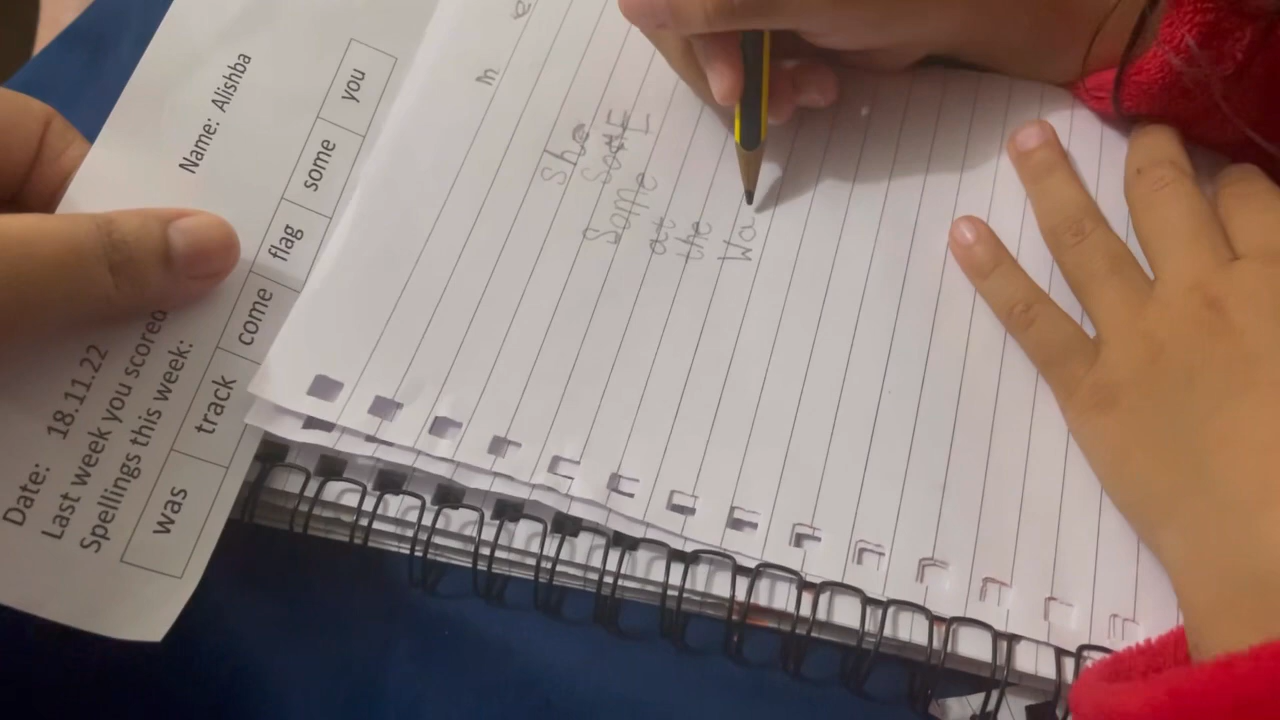 Name: Alishba
Date: 18.11.22
Last week you scored
Spellings this week:
was track come flag some you
m e
she
some
at
the
Wa